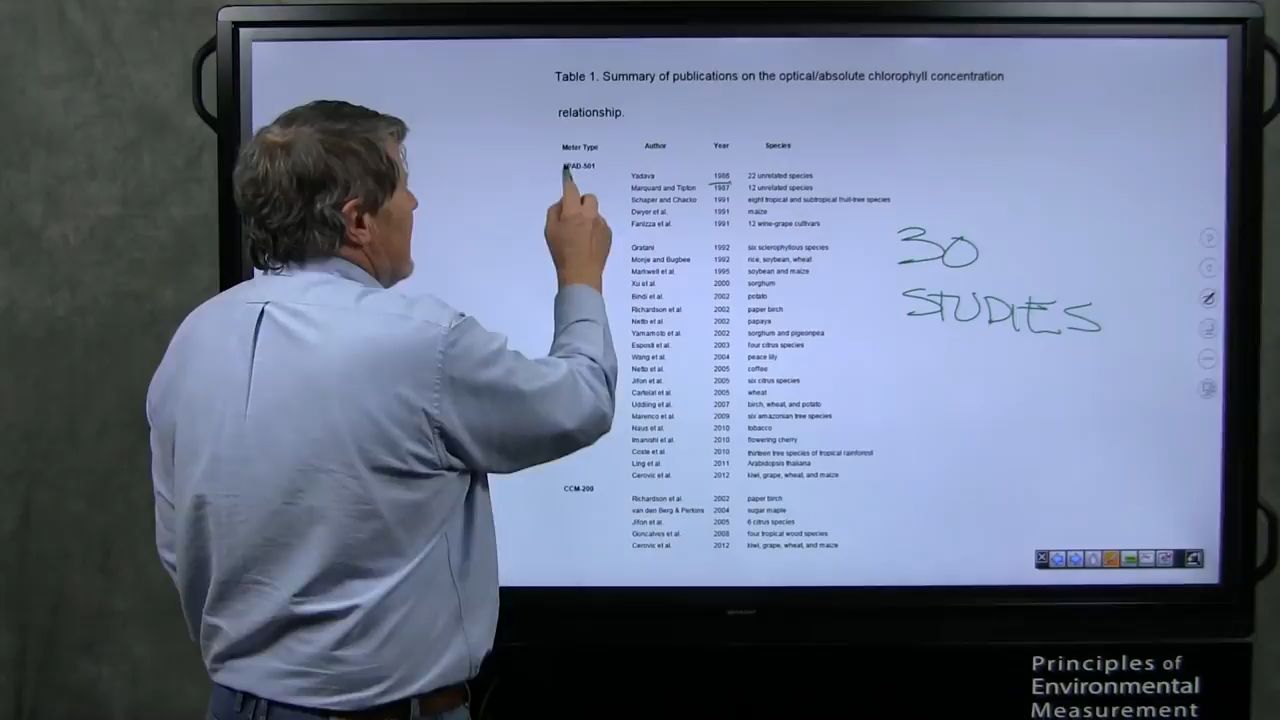 Table 1. Summary of publications on the optical/absolute chlorophyll concentration
relationship.
Meter Type Author Year Species
SPAD-501
Yadava 1986 22 unrelated species
Marquard and Tipton 1987 12 unrelated species
Schaper and Chacko 1991 eight tropical and subtropical fruit-tree species
Dwyer et al. 1991 maize
Fanizza et al. 1991 12 wine-grape cultivars
Gratani 1992 six sclerophyllous species
Monje and Bugbee 1992 rice, soybean, wheat
Markwell et al. 1995 soybean and maize
Xu et al. 2000 sorghum
Bindi et al. 2002 potato
Richardson et al. 2002 paper birch
Netto et al. 2002 papaya
Yamamoto et al. 2002 sorghum and pigeonpea
Esposti et al. 2003 four citrus species
Wang et al. 2004 peace lily
Netto et al. 2005 coffee
Jifon et al. 2005 six citrus species
Cartelat et al. 2005 wheat
Uddling et al. 2007 birch, wheat, and potato
Marenco et al. 2009 six amazonian tree species
Naus et al. 2010 tobacco
Imanishi et al. 2010 flowering cherry
Coste et al. 2010 thirteen tree species of tropical rainforest
Ling et al. 2011 Arabidopsis thaliana
Cerovic et al. 2012 kiwi, grape, wheat, and maize
CCM-200
Richardson et al. 2002 paper birch
van den Berg & Perkins 2004 sugar maple
Jifon et al. 2005 6 citrus species
Goncalves et al. 2008 four tropical wood species
Cerovic et al. 2012 kiwi, grape, wheat, and maize
30
STUDIES
SHARP
Principles of
Environmental
Measurement